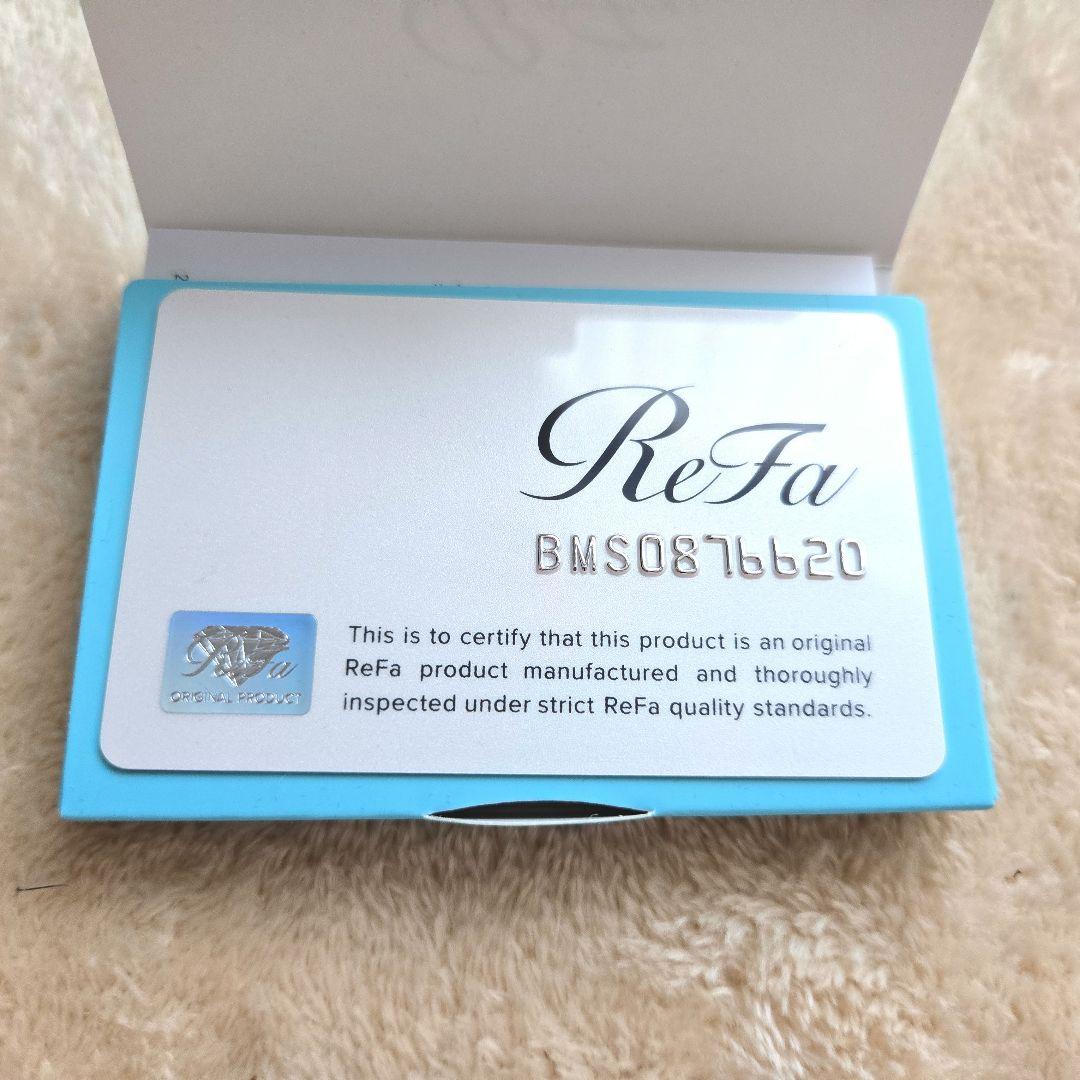 ReFa
BMS0876620
This is to certify that this product is an original
ReFa product manufactured and thoroughly
inspected under strict ReFa quality standards.
ReFa
ORIGINAL PRODUCT
2